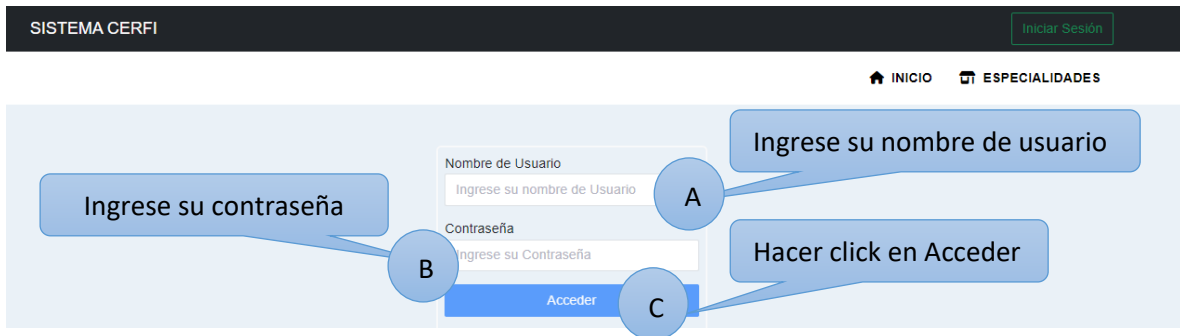 SISTEMA CERFI
Iniciar Sesión
INICIO ESPECIALIDADES
Ingrese su nombre de usuario
Nombre de Usuario
Ingrese su nombre de Usuario
A
Ingrese su contraseña
Contraseña
Ingrese su Contraseña
B
Hacer click en Acceder
Acceder
C